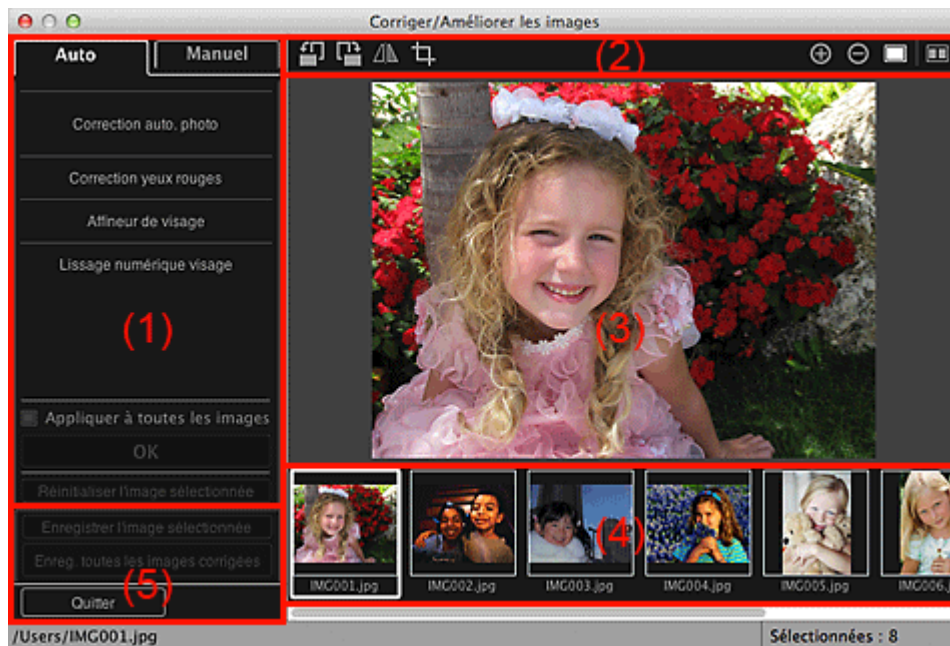 Corriger/Améliorer les images
Auto
Manuel
(2)
Correction auto. photo
Correction yeux rouges
Affineur de visage
Lissage numérique visage
(1)
(3)
Appliquer à toutes les images
OK
Réinitialiser l'image sélectionnée
Enregistrer l'image sélectionnée
Enreg. toutes les images corrigées
(5)
Quitter
(4)
IMG001.jpg
IMG002.jpg
IMG003.jpg
IMG004.jpg
IMG005.jpg
IMG006.j
/Users/IMG001.jpg
Sélectionnées : 8